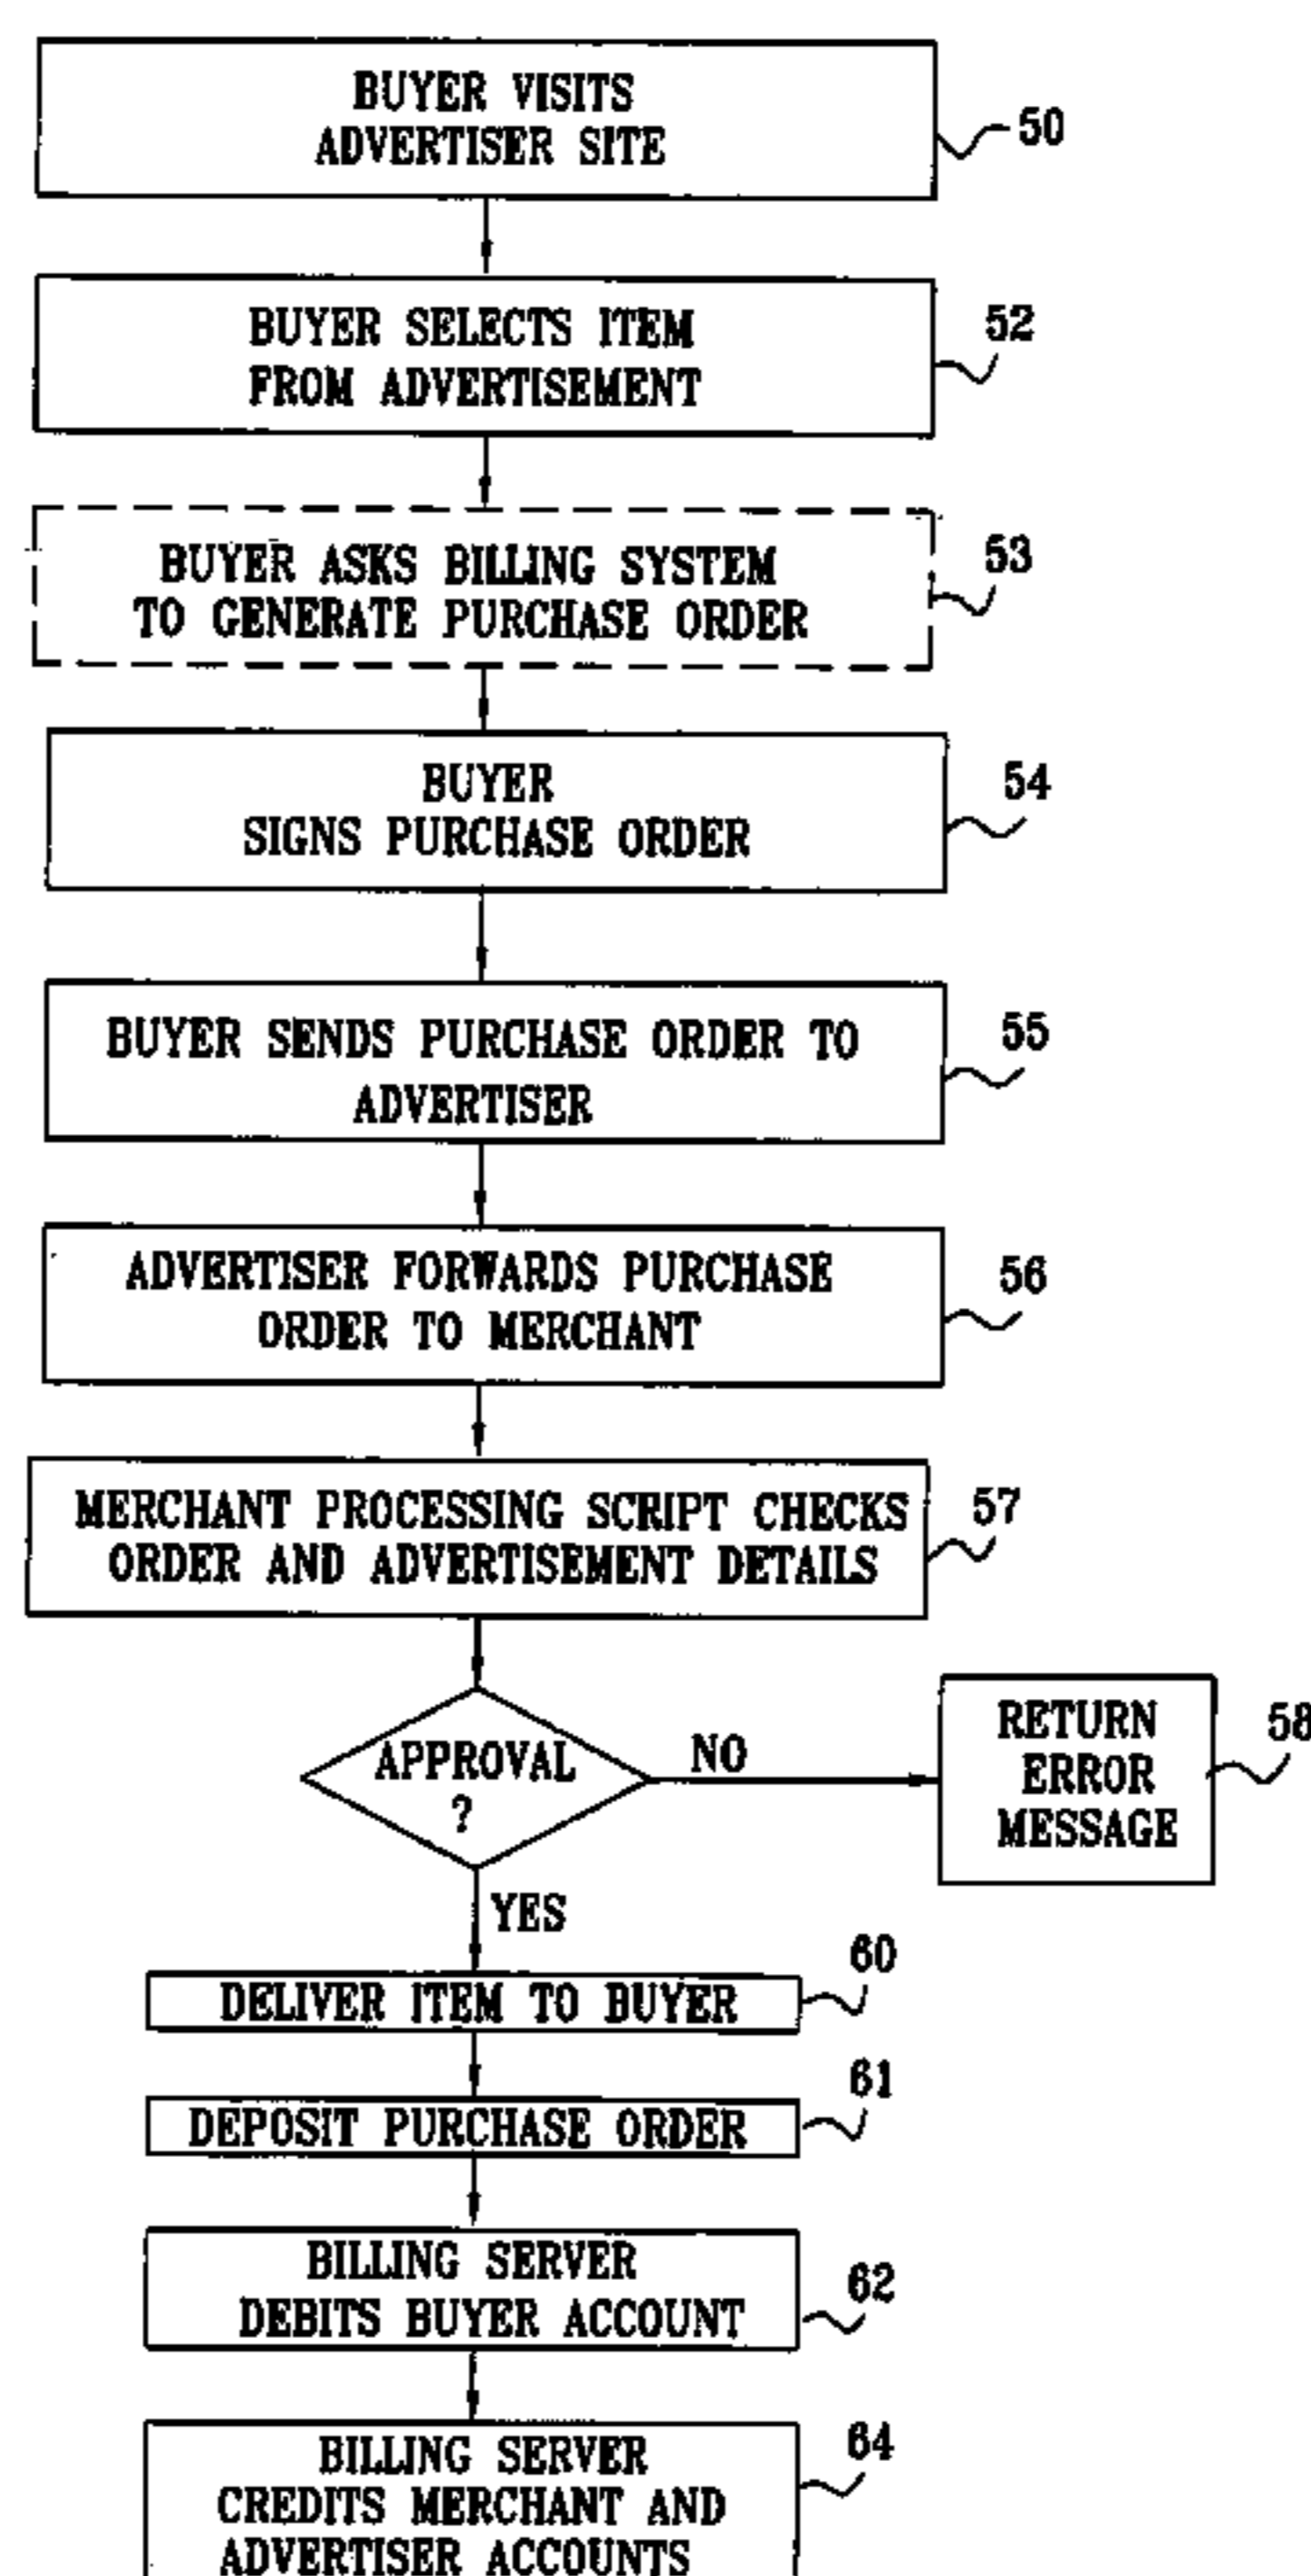 BUYER VISITS
ADVERTISER SITE
50
BUYER SELECTS ITEM
FROM ADVERTISEMENT
52
BUYER ASKS BILLING SYSTEM
TO GENERATE PURCHASE ORDER
53
BUYER
SIGNS PURCHASE ORDER
54
BUYER SENDS PURCHASE ORDER TO
ADVERTISER
55
ADVERTISER FORWARDS PURCHASE
ORDER TO MERCHANT
56
MERCHANT PROCESSING SCRIPT CHECKS
ORDER AND ADVERTISEMENT DETAILS
57
APPROVAL
?
NO
RETURN
ERROR
MESSAGE
58
YES
DELIVER ITEM TO BUYER
60
DEPOSIT PURCHASE ORDER
61
BILLING SERVER
DEBITS BUYER ACCOUNT
62
BILLING SERVER
CREDITS MERCHANT AND
ADVERTISER ACCOUNTS
64